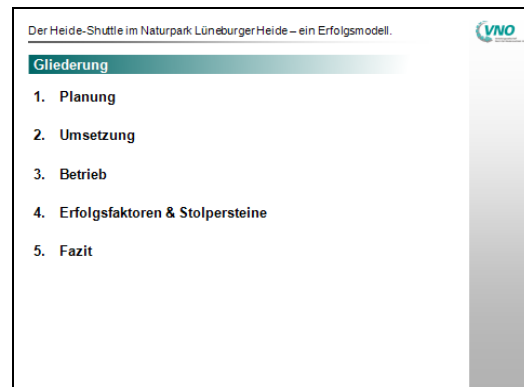 Der Heide-Shuttle im Naturpark Lüneburger Heide – ein Erfolgsmodell.
VNO
Gliederung
1. Planung
2. Umsetzung
3. Betrieb
4. Erfolgsfaktoren & Stolpersteine
5. Fazit